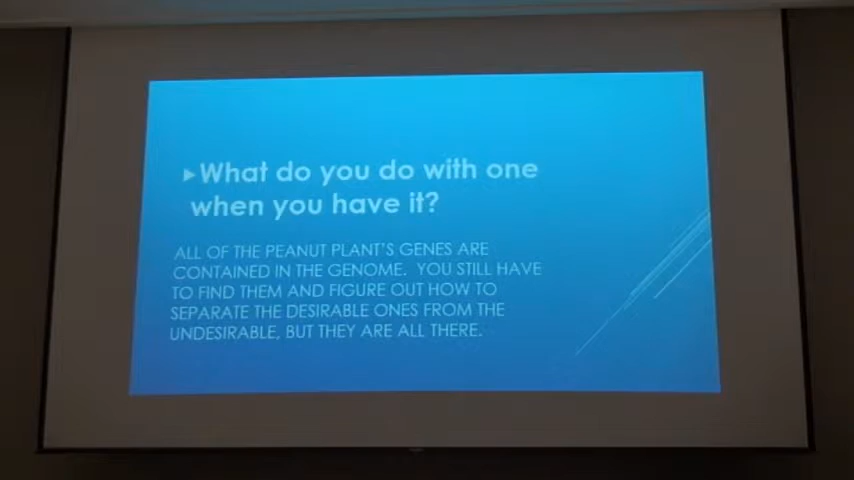 ▸What do you do with one
when you have it?
ALL OF THE PEANUT PLANT'S GENES ARE
CONTAINED IN THE GENOME. YOU STILL HAVE
TO FIND THEM AND FIGURE OUT HOW TO
SEPARATE THE DESIRABLE ONES FROM THE
UNDESIRABLE, BUT THEY ARE ALL THERE.